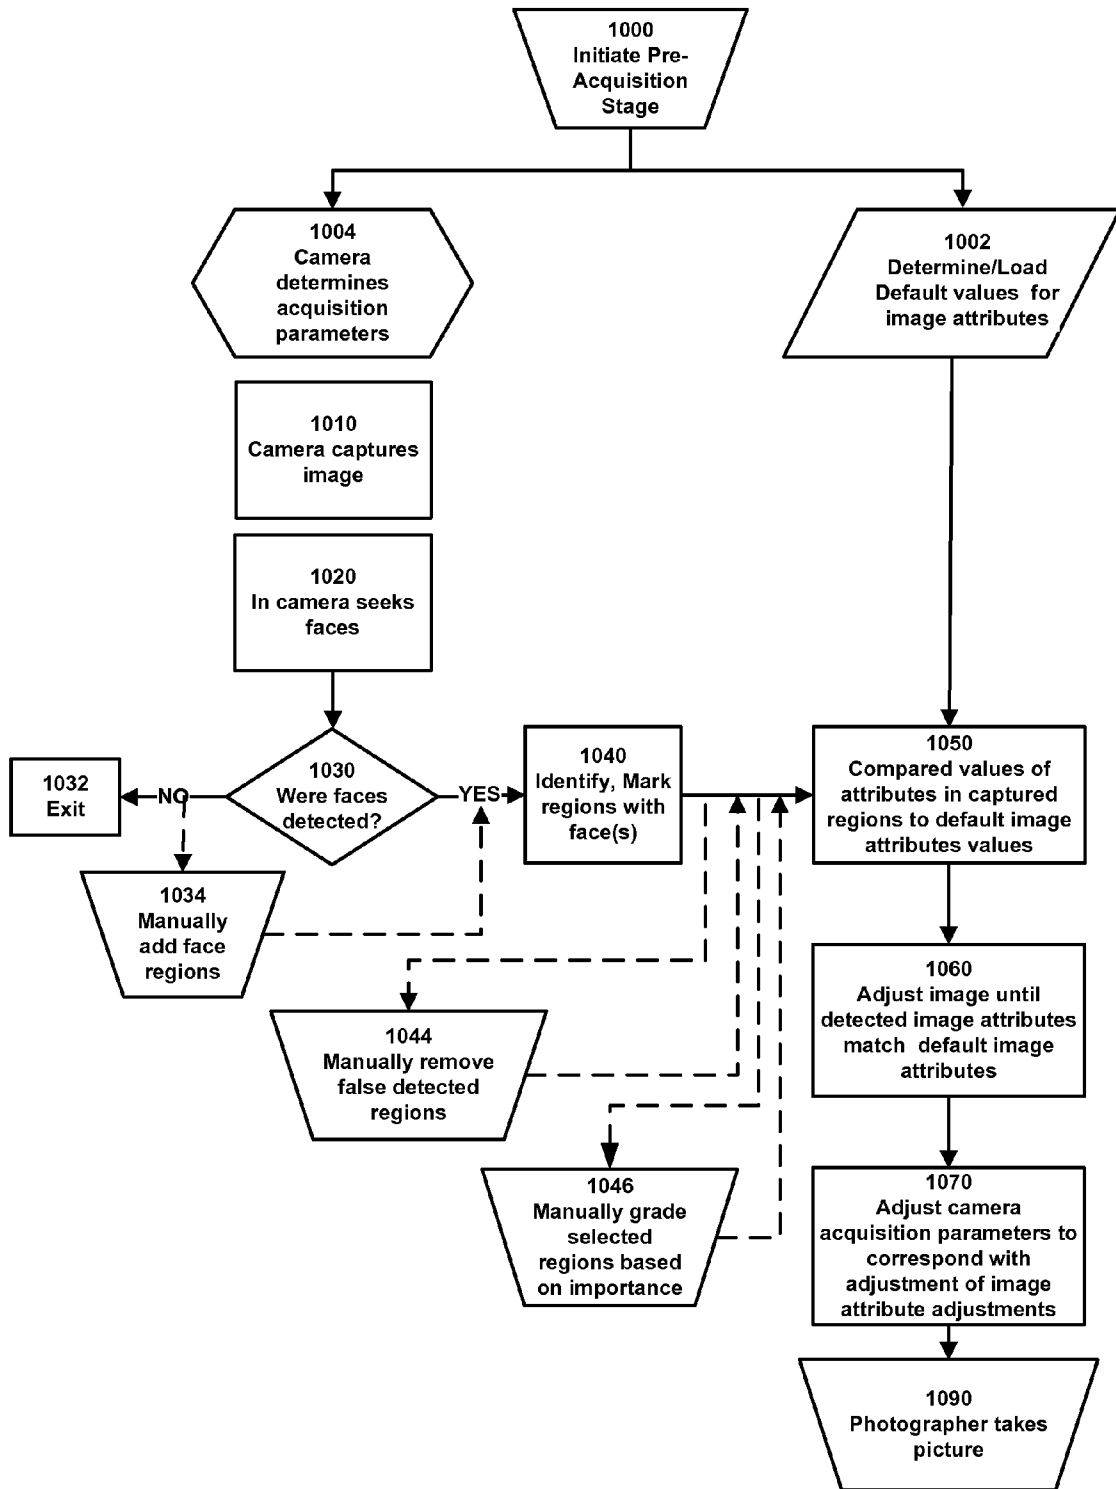 1000
Initiate Pre-
Acquisition
Stage
1004
Camera
determines
acquisition
parameters
1002
Determine/Load
Default values for
image attributes
1010
Camera captures
image
1020
In camera seeks
faces
1030
Were faces
detected?
NO
1032
Exit
YES
1040
Identify, Mark
regions with
face(s)
1050
Compared values of
attributes in captured
regions to default image
attributes values
1034
Manually
add face
regions
1044
Manually remove
false detected
regions
1046
Manually grade
selected
regions based
on importance
1060
Adjust image until
detected image attributes
match default image
attributes
1070
Adjust camera
acquisition parameters to
correspond with
adjustment of image
attribute adjustments
1090
Photographer takes
picture